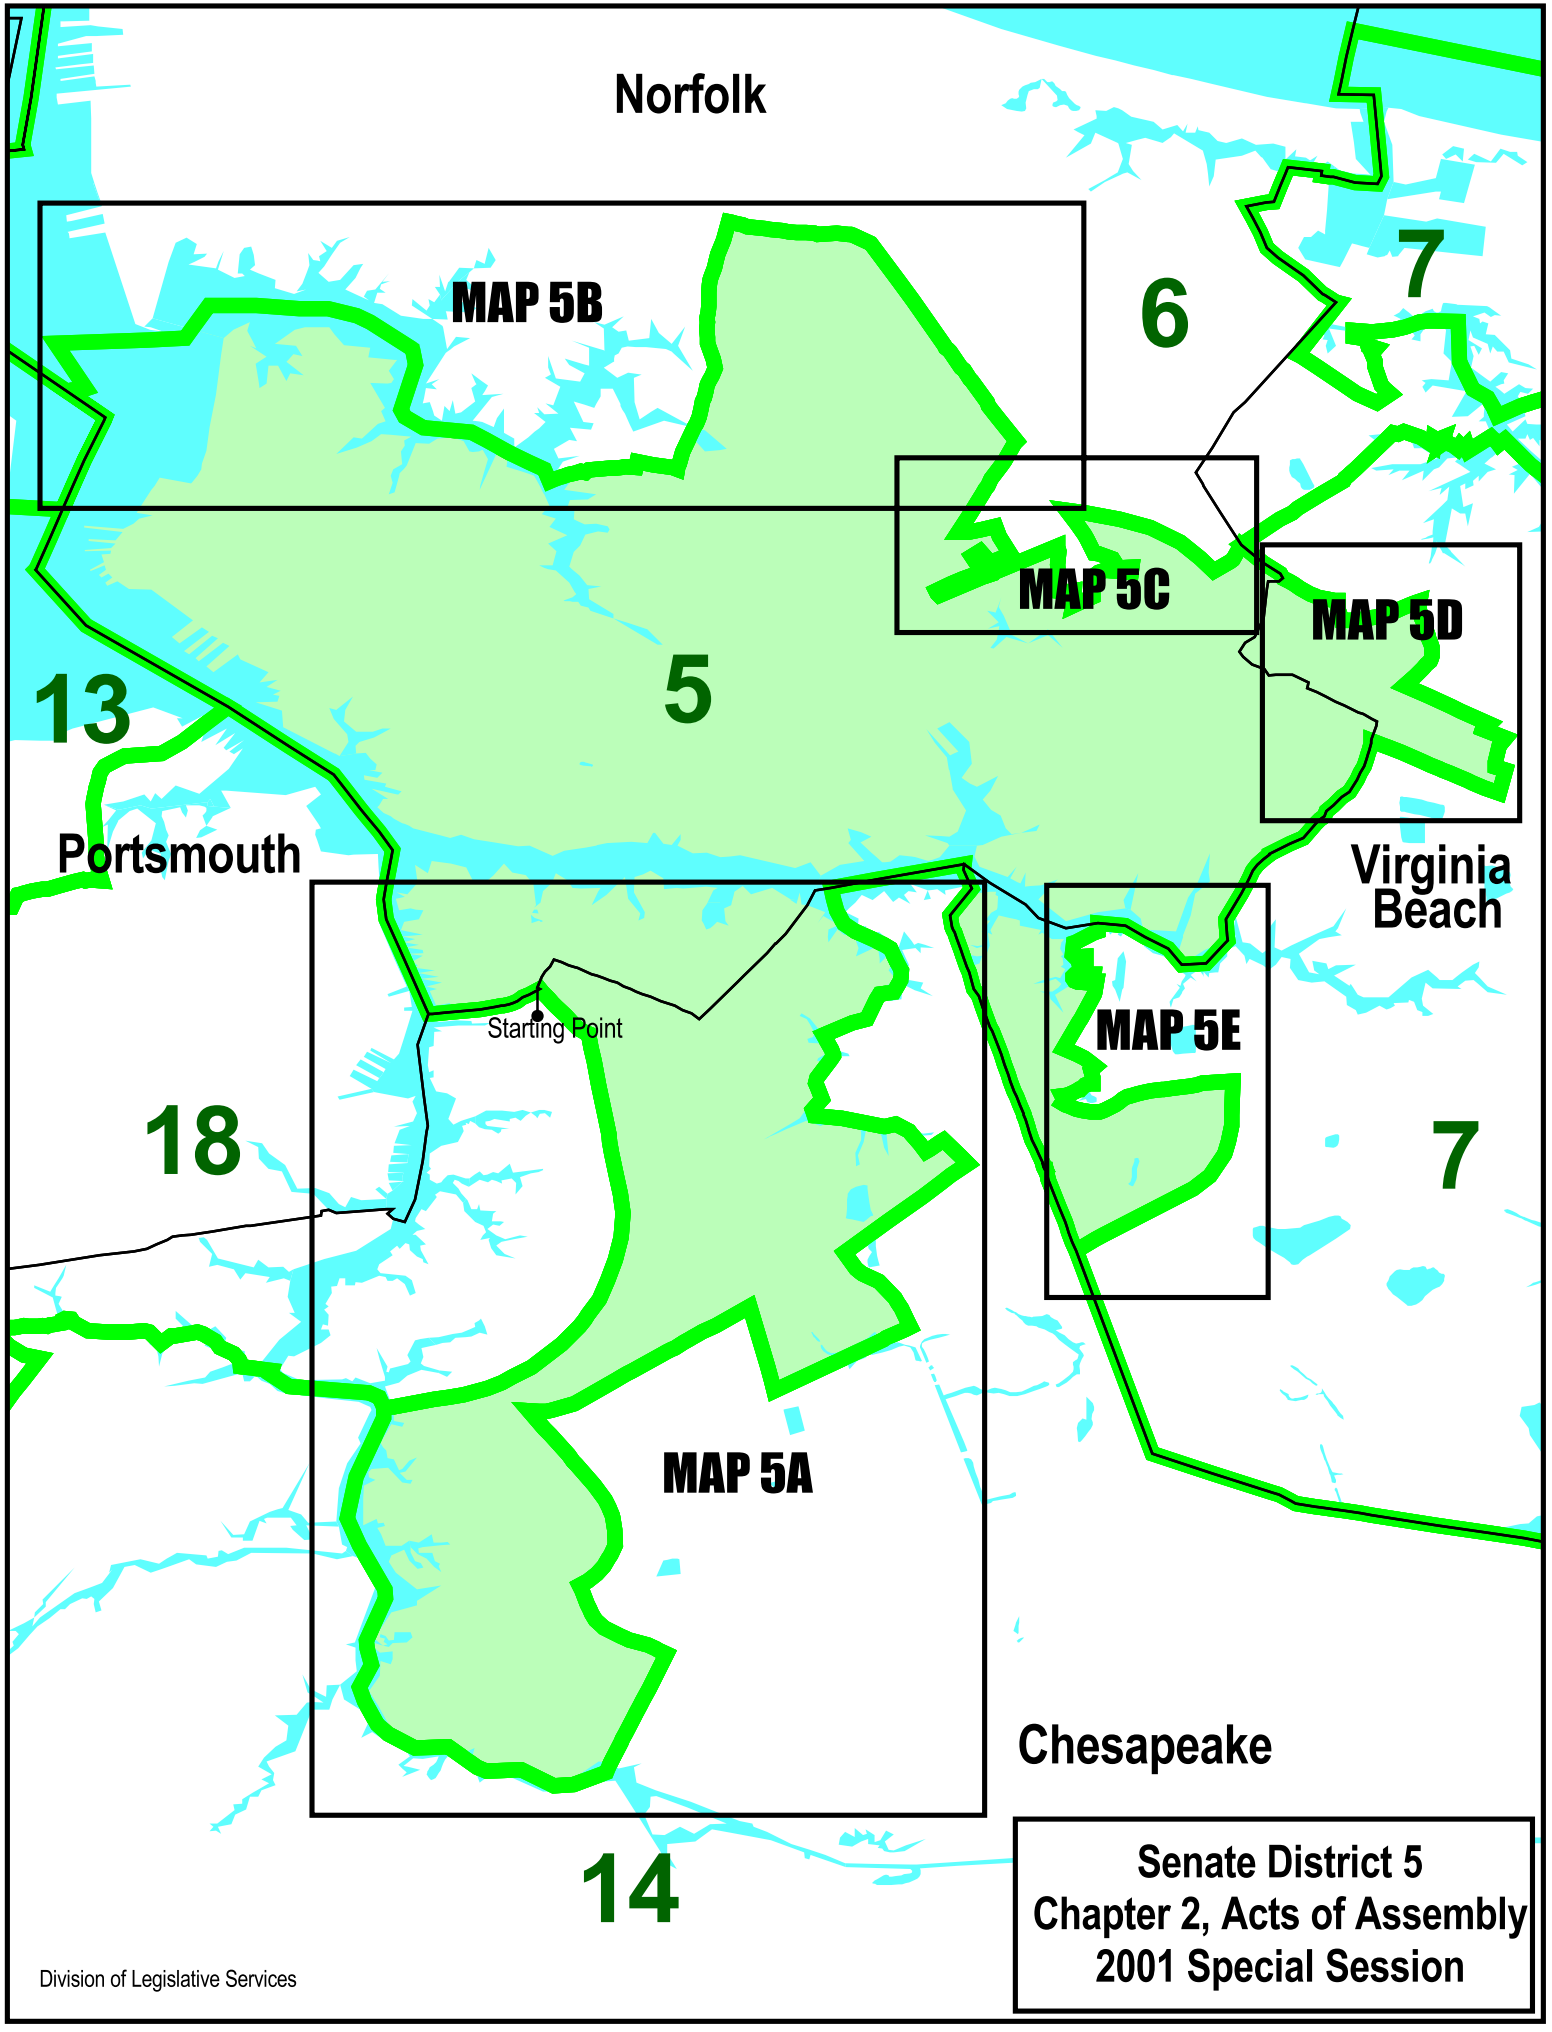 Norfolk
7
6
MAP 5B
MAP 5C
MAP 5D
5
13
Portsmouth
Virginia
Beach
Starting Point
MAP 5E
18
7
MAP 5A
Chesapeake
14
Senate District 5
Chapter 2, Acts of Assembly
2001 Special Session
Division of Legislative Services